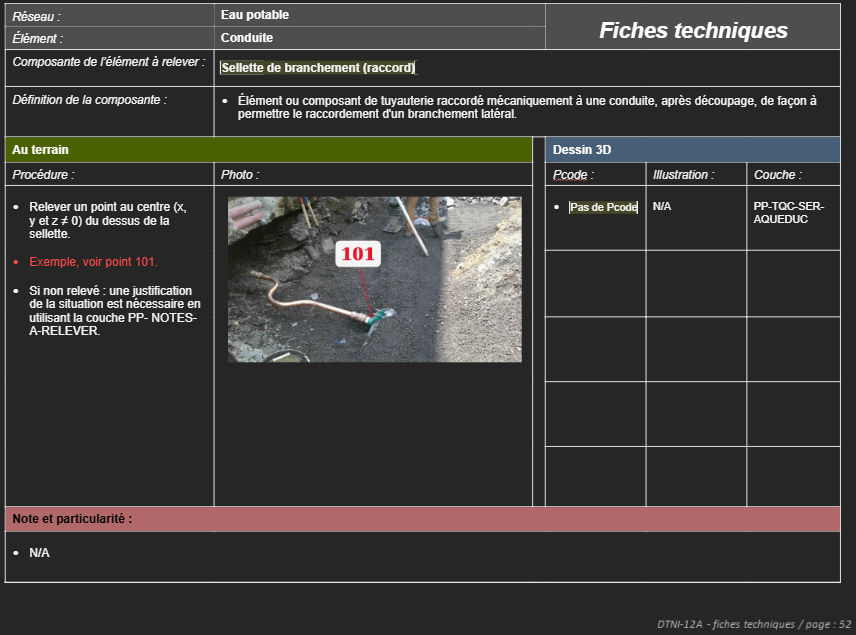 Réseau :
Eau potable
Fiches techniques
Élément :
Conduite
Composante de l'élément à relever :
Sellette de branchement (raccord)
Définition de la composante :
• Élément ou composant de tuyauterie raccordé mécaniquement à une conduite, après découpage, de façon à
permettre le raccordement d'un branchement latéral.
Au terrain
Procédure :
Photo :
• Relever un point au centre (x,
y et z ≠ 0) du dessus de la
sellette.
• Exemple, voir point 101.
• Si non relevé : une justification
de la situation est nécessaire en
utilisant la couche PP- NOTES-
A-RELEVER.
101
Dessin 3D
Pcode :
Illustration :
Couche :
• Pas de Pcode
N/A
PP-TQC-SER-
AQUEDUC
Note et particularité :
• N/A
DTNI-12A - fiches techniques / page : 52